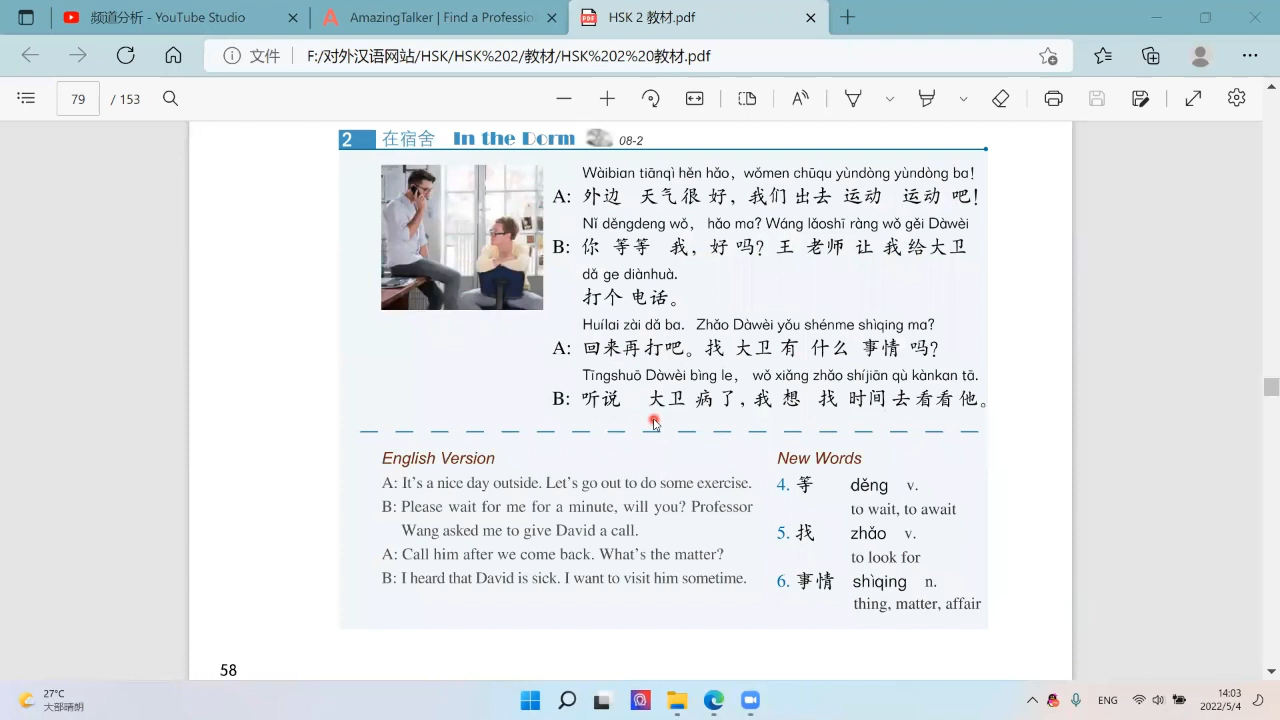 频道分析 - YouTube Studio
AmazingTalker | Find a Professio
HSK 2 教材.pdf
文件
F:/对外汉语网站/HSK/HSK%202/教材/HSK%202%20教材.pdf
79 / 153
2 在宿舍 In the Dorm 08-2
Wàibian tiānqì hěn hǎo, wǒmen chūqu yùndòng yùndòng ba!
A: 外边 天气很 好, 我们 出去 运动 运动 吧!
Nǐ děngdeng wǒ, hǎo ma? Wáng lǎoshī ràng wǒ gěi Dàwèi
B: 你 等等 我, 好 吗? 王 老师 让 我 给大卫
dǎ ge diànhuà.
打个 电话。
Huílai zài dǎ ba. Zhǎo Dàwèi yǒu shénme shìqing ma?
A: 回来再打吧。找 大卫 有 什么 事情 吗?
Tīngshuō Dàwèi bìng le, wǒ xiǎng zhǎo shíjiān qù kànkan tā.
B: 听说 大卫 病 了, 我 想 找 时间 去 看看 他。
English Version
A: It's a nice day outside. Let's go out to do some exercise.
B: Please wait for me for a minute, will you? Professor
Wang asked me to give David a call.
A: Call him after we come back. What's the matter?
B: I heard that David is sick. I want to visit him sometime.
New Words
4. 等 děng v.
to wait, to await
5. 找 zhǎo v.
to look for
6. 事情 shìqing n.
thing, matter, affair
58
27°C
大部晴朗
ENG
14:03
2022/5/4